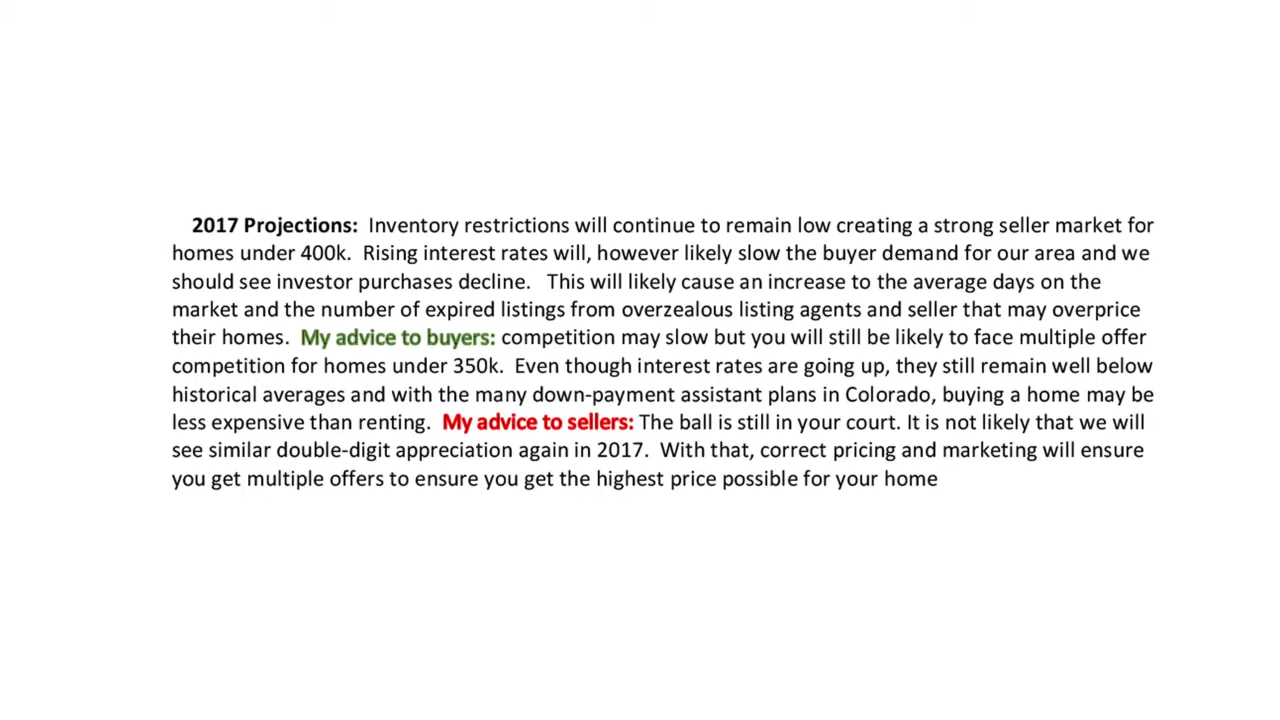 2017 Projections: Inventory restrictions will continue to remain low creating a strong seller market for
homes under 400k. Rising interest rates will, however likely slow the buyer demand for our area and we
should see investor purchases decline. This will likely cause an increase to the average days on the
market and the number of expired listings from overzealous listing agents and seller that may overprice
their homes. My advice to buyers: competition may slow but you will still be likely to face multiple offer
competition for homes under 350k. Even though interest rates are going up, they still remain well below
historical averages and with the many down-payment assistant plans in Colorado, buying a home may be
less expensive than renting. My advice to sellers: The ball is still in your court. It is not likely that we will
see similar double-digit appreciation again in 2017. With that, correct pricing and marketing will ensure
you get multiple offers to ensure you get the highest price possible for your home